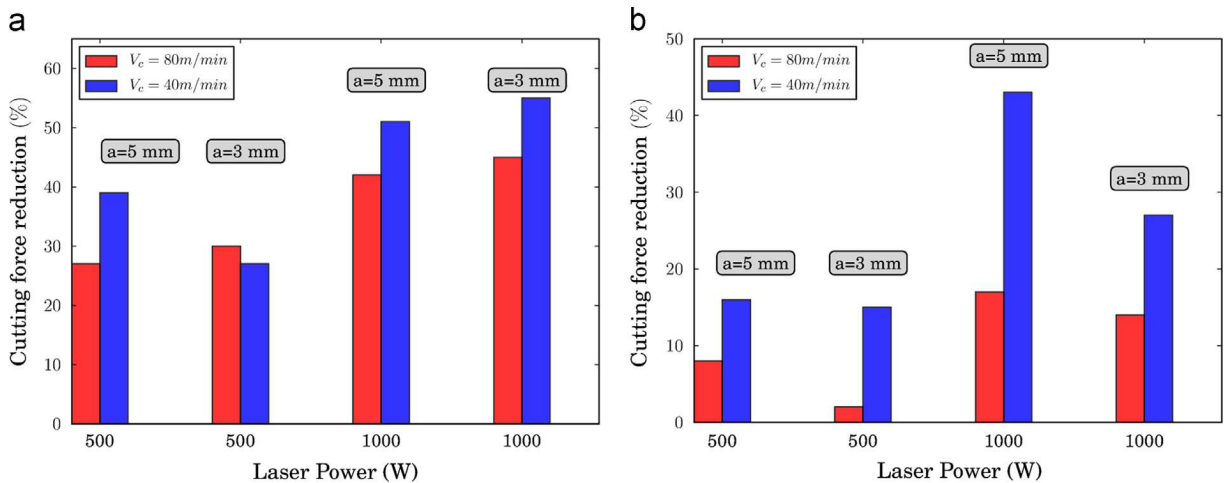 a
V_c = 80m/min
V_c = 40m/min
a=5 mm
a=3 mm
a=5 mm
a=3 mm
60
50
40
30
20
10
0
Cutting force reduction (%)
500
500
1000
1000
Laser Power (W)
b
V_c = 80m/min
V_c = 40m/min
a=5 mm
a=3 mm
a=5 mm
a=3 mm
50
40
30
20
10
0
Cutting force reduction (%)
500
500
1000
1000
Laser Power (W)